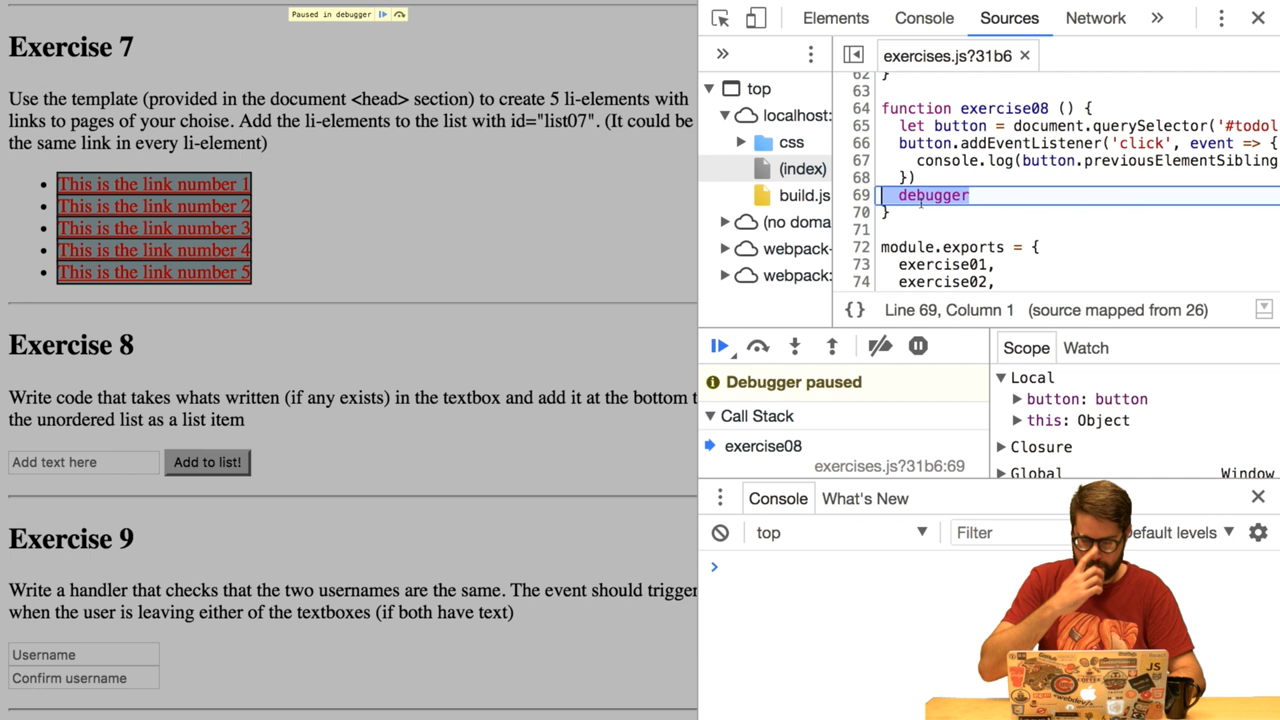 Paused in debugger
Exercise 7
Use the template (provided in the document <head> section) to create 5 li-elements with
links to pages of your choise. Add the li-elements to the list with id="list07". (It could be
the same link in every li-element)
This is the link number 1
This is the link number 2
This is the link number 3
This is the link number 4
This is the link number 5
Exercise 8
Write code that takes whats written (if any exists) in the textbox and add it at the bottom t
the unordered list as a list item
Add text here
Add to list!
Exercise 9
Write a handler that checks that the two usernames are the same. The event should trigger
when the user is leaving either of the textboxes (if both have text)
Username
Confirm username
Elements Console Sources Network »
»
exercises.js?31b6 ×
top
localhost:
css
(index)
build.js
(no doma
webpack-
webpack:
62 }
63
64 function exercise08 () {
65 let button = document.querySelector('#todol
66 button.addEventListener('click', event => {
67 console.log(button.previousElementSibling
68 })
69 debugger
70 }
71
72 module.exports = {
73 exercise01,
74 exercise02,
{} Line 69, Column 1 (source mapped from 26)
Debugger paused
Call Stack
exercise08
exercises.js?31b6:69
Scope Watch
Local
button: button
this: Object
Closure
Global Window
Console What's New
top Filter efault levels
>
JS